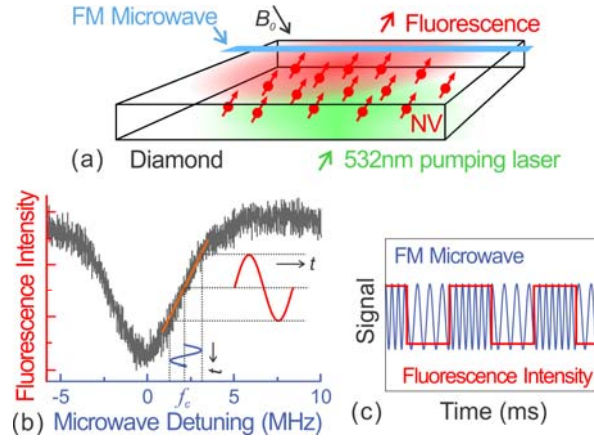 FM Microwave
B₀
Fluorescence
NV
(a)
Diamond
532nm pumping laser
Fluorescence Intensity
t
t
-5
0
f_c
5
10
(b)
Microwave Detuning (MHz)
Signal
FM Microwave
Fluorescence Intensity
(c)
Time (ms)